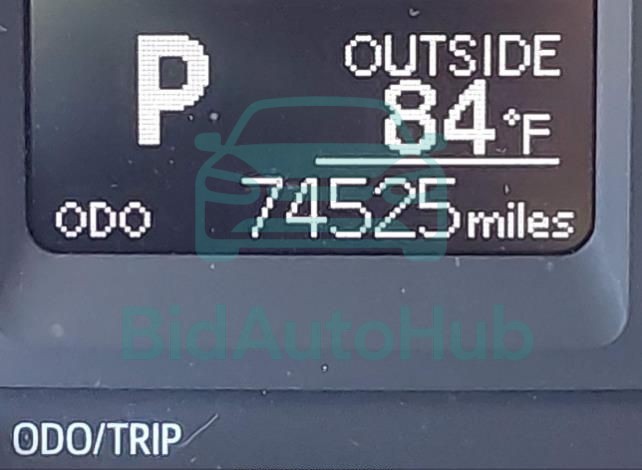 P
OUTSIDE
84°F
ODO 74525 miles
BidAutoHub
ODO/TRIP